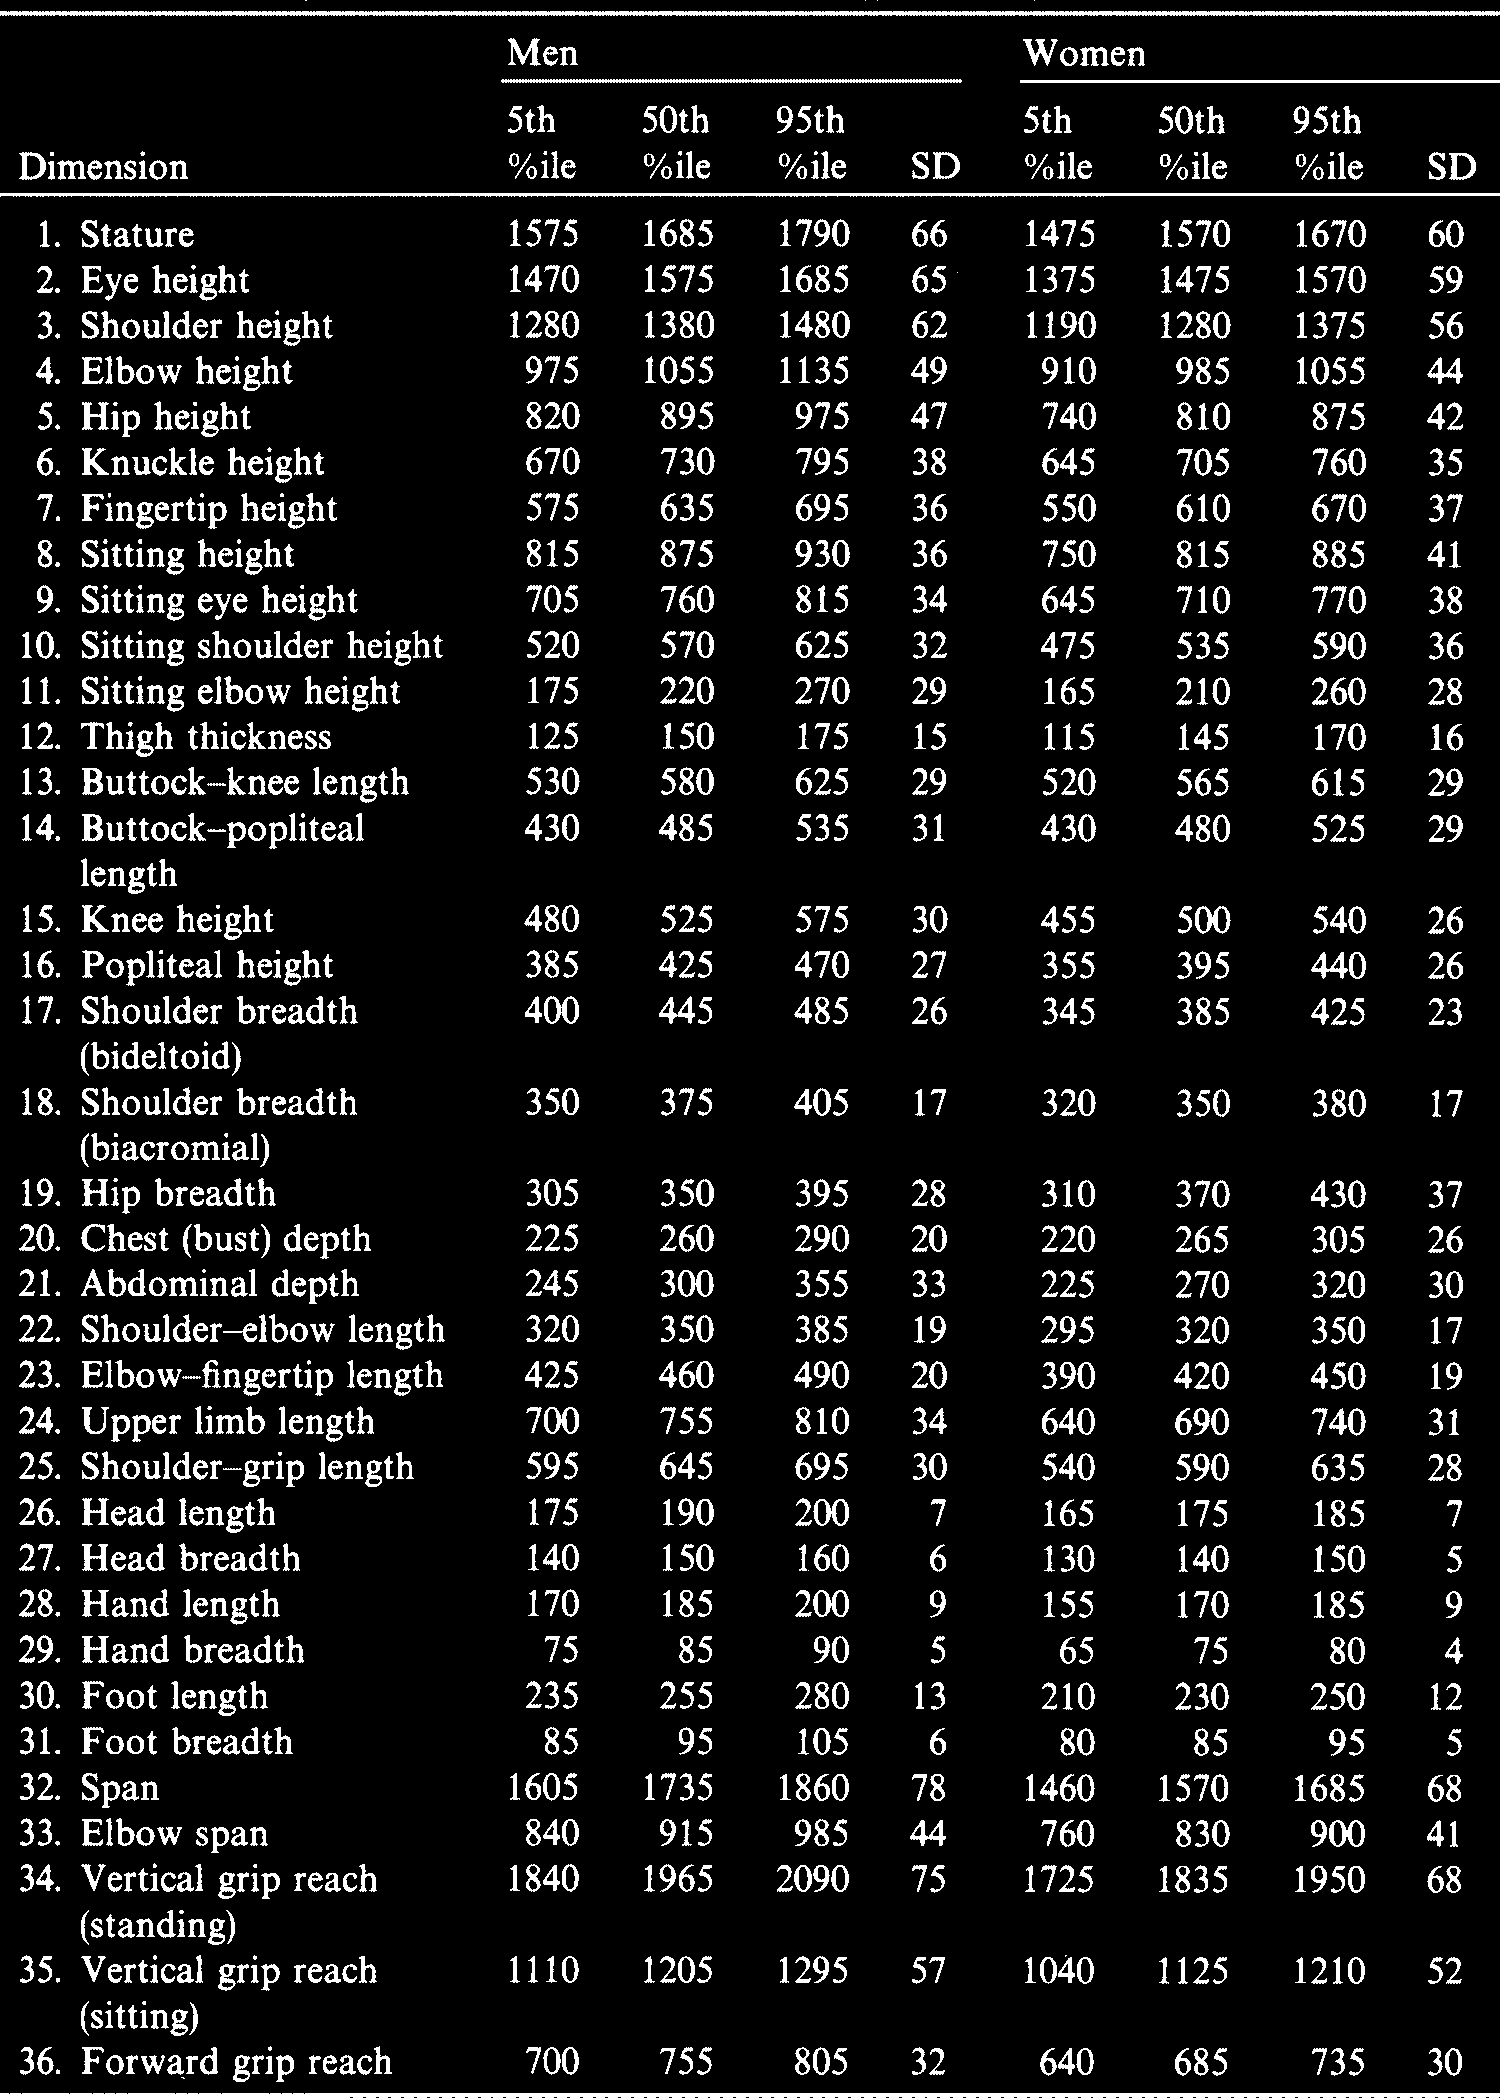 Men Women
5th 50th 95th 5th 50th 95th
Dimension %ile %ile %ile SD %ile %ile %ile SD
1. Stature 1575 1685 1790 66 1475 1570 1670 60
2. Eye height 1470 1575 1685 65 1375 1475 1570 59
3. Shoulder height 1280 1380 1480 62 1190 1280 1375 56
4. Elbow height 975 1055 1135 49 910 985 1055 44
5. Hip height 820 895 975 47 740 810 875 42
6. Knuckle height 670 730 795 38 645 705 760 35
7. Fingertip height 575 635 695 36 550 610 670 37
8. Sitting height 815 875 930 36 750 815 885 41
9. Sitting eye height 705 760 815 34 645 710 770 38
10. Sitting shoulder height 520 570 625 32 475 535 590 36
11. Sitting elbow height 175 220 270 29 165 210 260 28
12. Thigh thickness 125 150 175 15 115 145 170 16
13. Buttock–knee length 530 580 625 29 520 565 615 29
14. Buttock–popliteal 430 485 535 31 430 480 525 29
length
15. Knee height 480 525 575 30 455 500 540 26
16. Popliteal height 385 425 470 27 355 395 440 26
17. Shoulder breadth 400 445 485 26 345 385 425 23
(bideltoid)
18. Shoulder breadth 350 375 405 17 320 350 380 17
(biacromial)
19. Hip breadth 305 350 395 28 310 370 430 37
20. Chest (bust) depth 225 260 290 20 220 265 305 26
21. Abdominal depth 245 300 355 33 225 270 320 30
22. Shoulder–elbow length 320 350 385 19 295 320 350 17
23. Elbow–fingertip length 425 460 490 20 390 420 450 19
24. Upper limb length 700 755 810 34 640 690 740 31
25. Shoulder–grip length 595 645 695 30 540 590 635 28
26. Head length 175 190 200 7 165 175 185 7
27. Head breadth 140 150 160 6 130 140 150 5
28. Hand length 170 185 200 9 155 170 185 9
29. Hand breadth 75 85 90 5 65 75 80 4
30. Foot length 235 255 280 13 210 230 250 12
31. Foot breadth 85 95 105 6 80 85 95 5
32. Span 1605 1735 1860 78 1460 1570 1685 68
33. Elbow span 840 915 985 44 760 830 900 41
34. Vertical grip reach 1840 1965 2090 75 1725 1835 1950 68
(standing)
35. Vertical grip reach 1110 1205 1295 57 1040 1125 1210 52
(sitting)
36. Forward grip reach 700 755 805 32 640 685 735 30